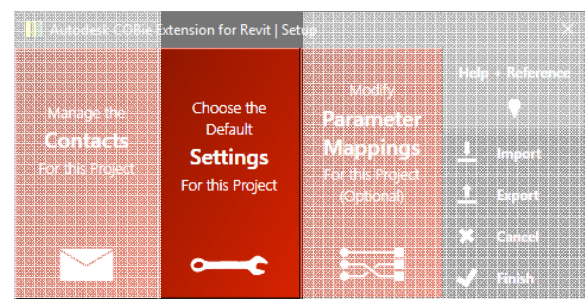 Autodesk COBie Extension for Revit | Setup
Manage the
Contacts
For this Project
Choose the
Default
Settings
For this Project
Modify
Parameter
Mappings
For this Project
(Optional)
Help + Reference
Import
Export
Cancel
Finish